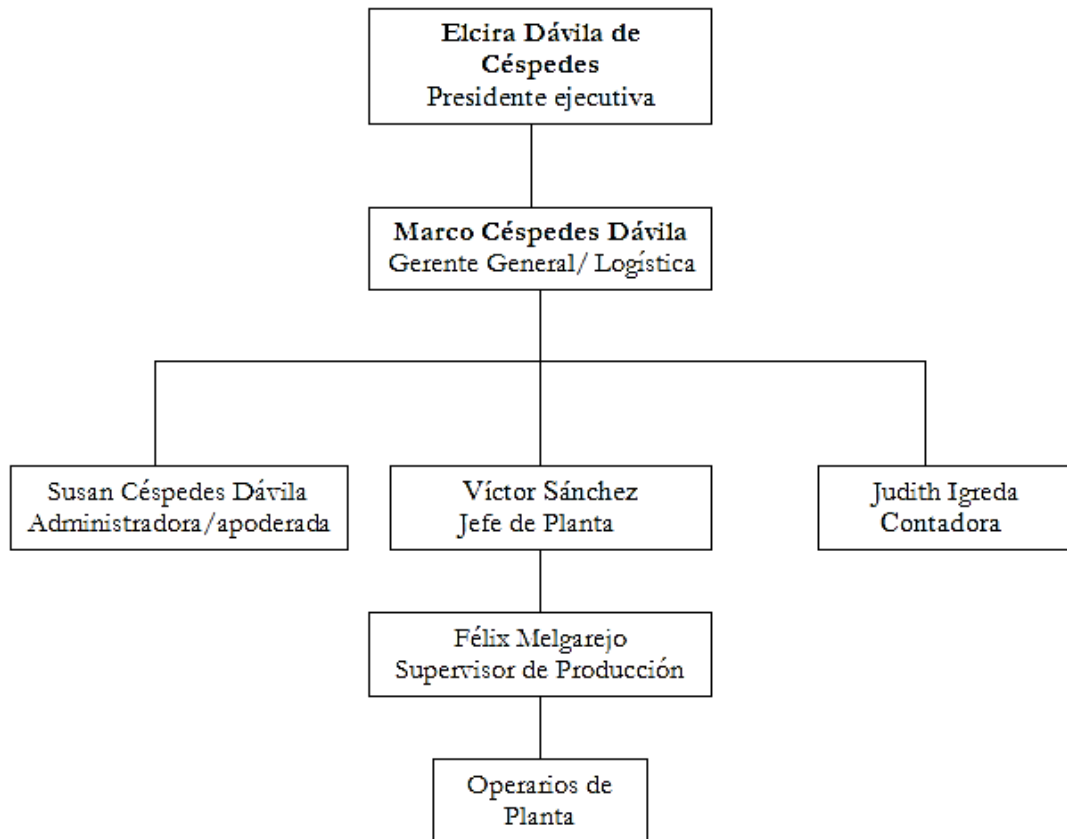 Elcira Dávila de
Céspedes
Presidente ejecutiva
Marco Céspedes Dávila
Gerente General/ Logística
Susan Céspedes Dávila
Administradora/apoderada
Víctor Sánchez
Jefe de Planta
Judith Igreda
Contadora
Félix Melgarejo
Supervisor de Producción
Operarios de
Planta